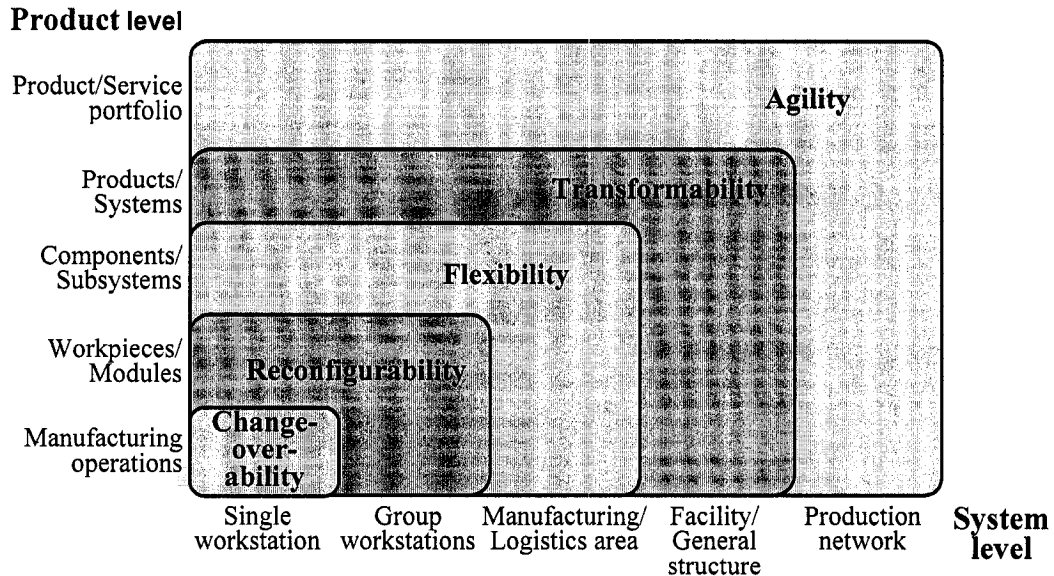 Product level
Product/Service
portfolio
Agility
Products/
Systems
Transformability
Components/
Subsystems
Flexibility
Workpieces/
Modules
Reconfigurability
Manufacturing
operations
Change-
over-
ability
Single
workstation
Group
workstations
Manufacturing/
Logistics area
Facility/
General
structure
Production
network
System
level